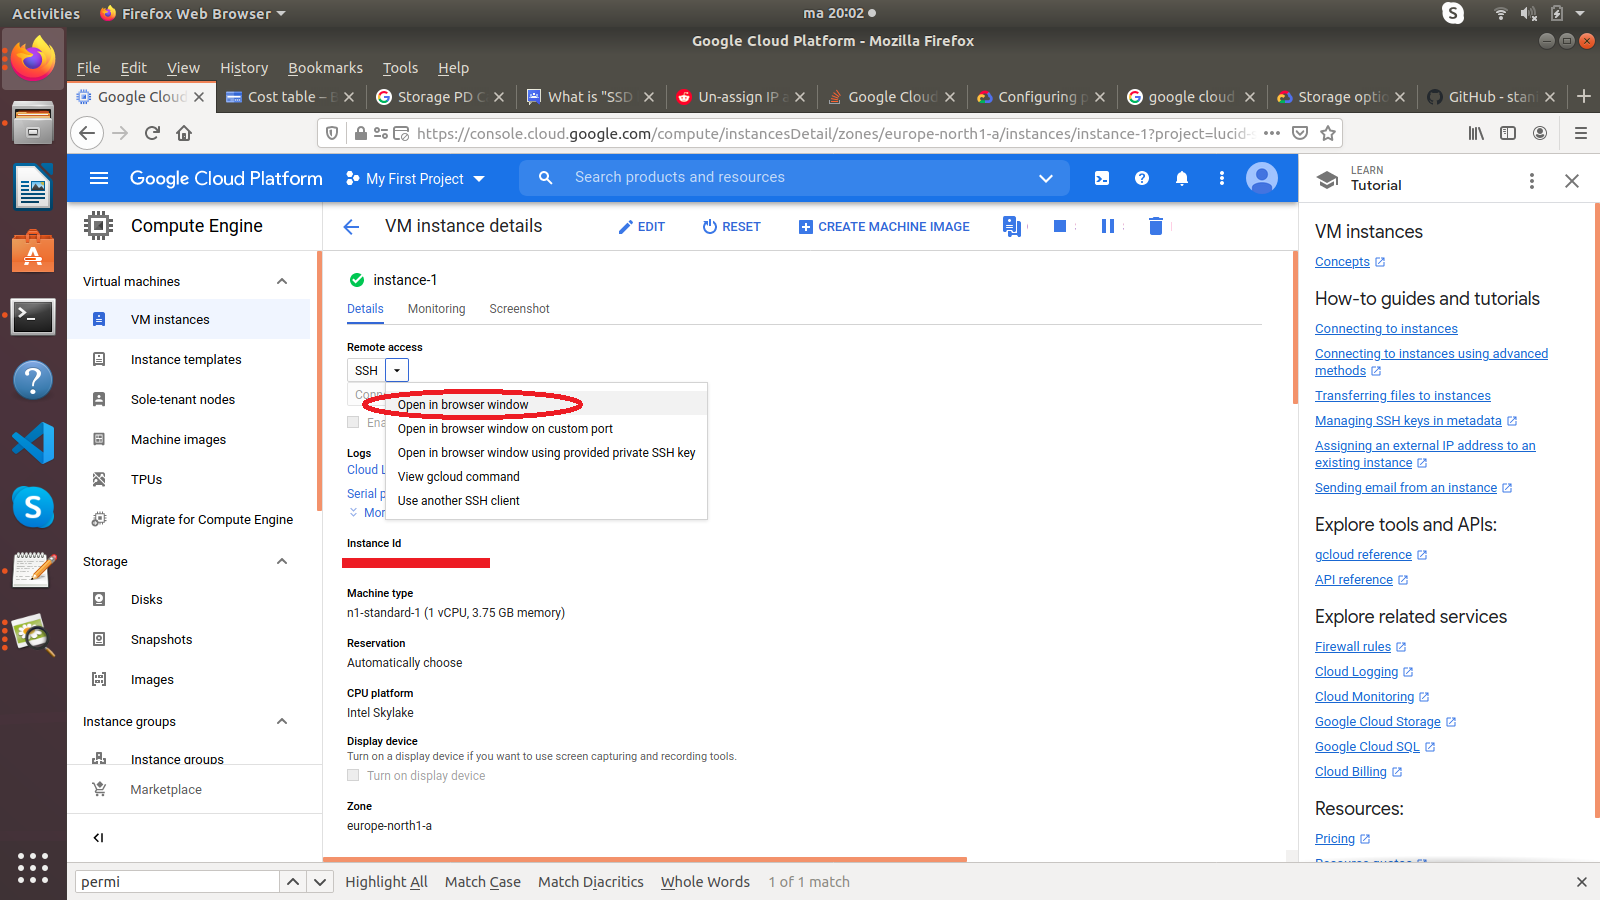 Activities
Firefox Web Browser
ma 20:02
S
Google Cloud Platform - Mozilla Firefox
File Edit View History Bookmarks Tools Help
Google Cloud
Cost table –
Storage PD C
What is "SSD
Un-assign IP a
Google Cloud
Configuring p
google cloud
Storage optio
GitHub - stan
https://console.cloud.google.com/compute/instancesDetail/zones/europe-north1-a/instances/instance-1?project=lucid-
Google Cloud Platform
My First Project
Search products and resources
LEARN
Tutorial
Compute Engine
VM instance details
EDIT
RESET
CREATE MACHINE IMAGE
Virtual machines
VM instances
Instance templates
Sole-tenant nodes
Machine images
TPUs
Migrate for Compute Engine
Storage
Disks
Snapshots
Images
Instance groups
Instance groups
Marketplace
instance-1
Details Monitoring Screenshot
Remote access
SSH
Open in browser window
Open in browser window on custom port
Open in browser window using provided private SSH key
View gcloud command
Use another SSH client
Conn
Ena
Logs
Cloud L
Serial p
Mor
Instance Id
Machine type
n1-standard-1 (1 vCPU, 3.75 GB memory)
Reservation
Automatically choose
CPU platform
Intel Skylake
Display device
Turn on a display device if you want to use screen capturing and recording tools.
Turn on display device
Zone
europe-north1-a
VM instances
Concepts
How-to guides and tutorials
Connecting to instances
Connecting to instances using advanced
methods
Transferring files to instances
Managing SSH keys in metadata
Assigning an external IP address to an
existing instance
Sending email from an instance
Explore tools and APIs:
gcloud reference
API reference
Explore related services
Firewall rules
Cloud Logging
Cloud Monitoring
Google Cloud Storage
Google Cloud SQL
Cloud Billing
Resources:
Pricing
Resource quotas
permi
Highlight All Match Case Match Diacritics Whole Words 1 of 1 match